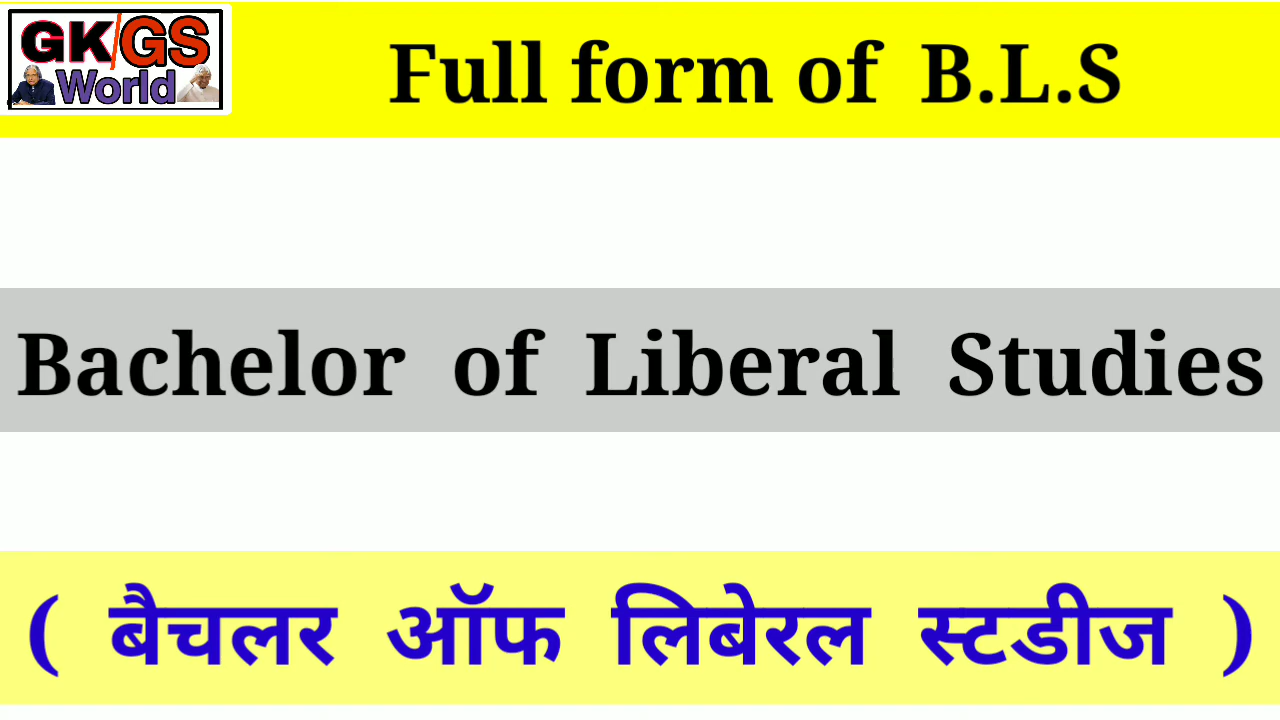 GK/GS
World
Full form of B.L.S
Bachelor of Liberal Studies
( बैचलर ऑफ लिबेरल स्टडीज )